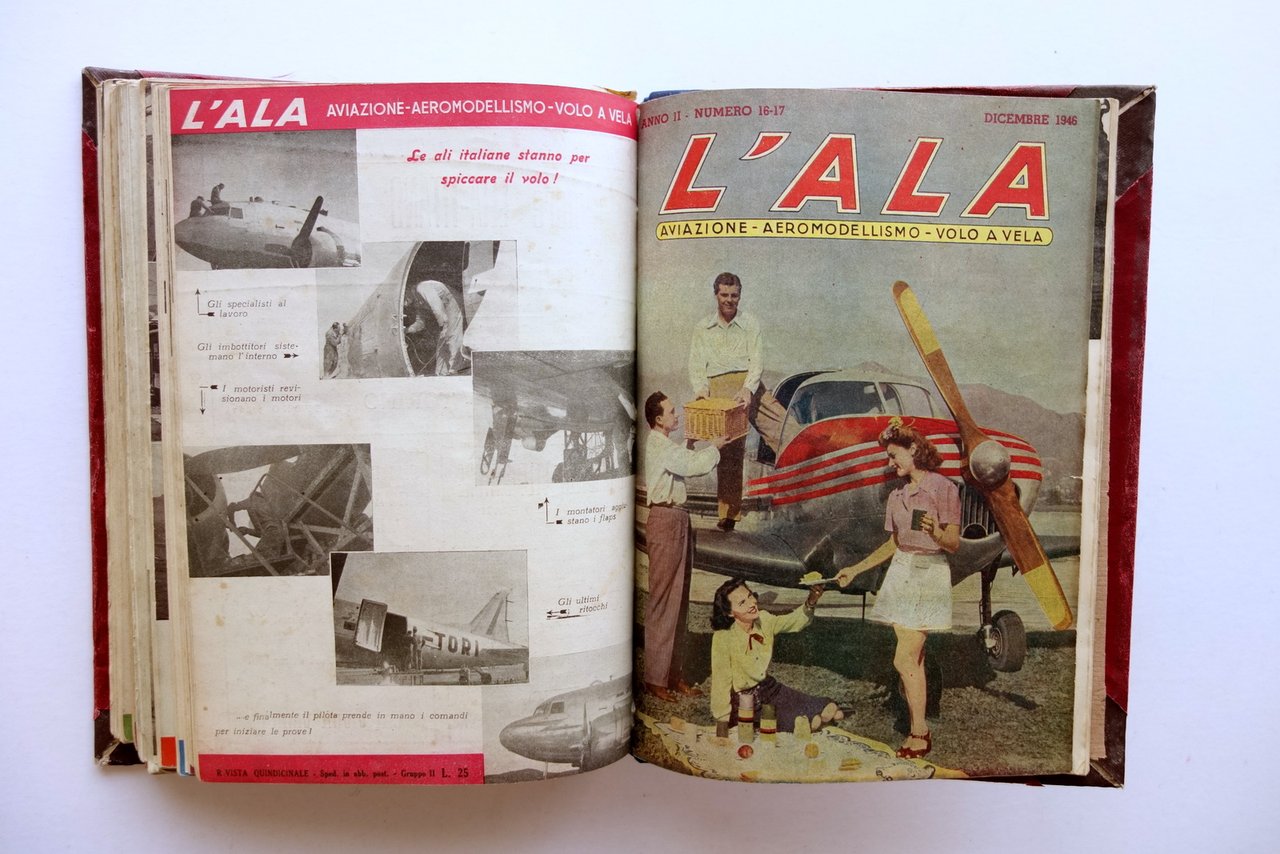 L'ALA AVIAZIONE-AEROMODELLISMO-VOLO A VELA
Le ali italiane stanno per
spiccare il volo!
Gli specialisti al
lavoro
Gli imbottitori siste-
mano l'interno
I motoristi revi-
sionano i motori
I montatori
stano i flaps
Gli ultimi
ritocchi
-TORI
...e finalmente il pilota prende in mano i comandi
per iniziare le prove!
R VISTA QUINDICINALE - Sped. in abb. post. - Gruppo II L. 25
ANNO II - NUMERO 16-17
DICEMBRE 1946
L'ALA
AVIAZIONE - AEROMODELLISMO - VOLO A VELA